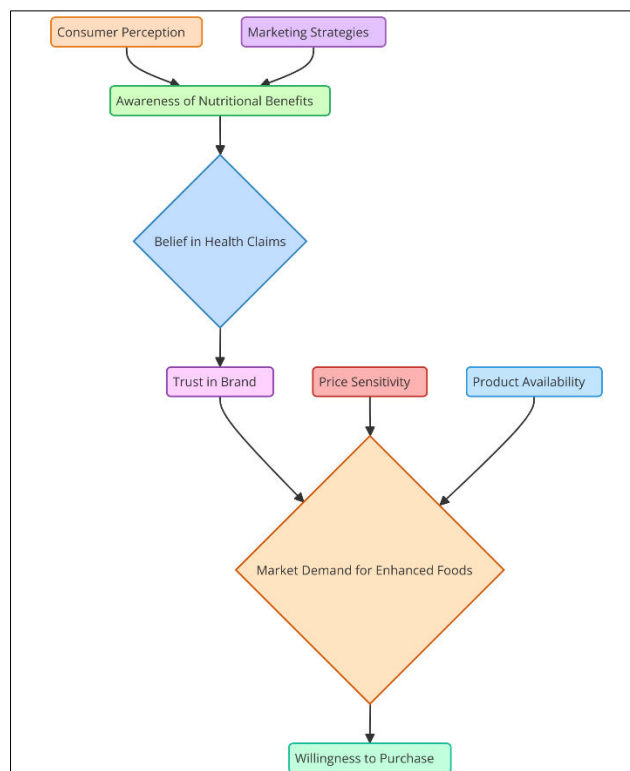 Consumer Perception
Marketing Strategies
Awareness of Nutritional Benefits
Belief in Health Claims
Trust in Brand
Price Sensitivity
Product Availability
Market Demand for Enhanced Foods
Willingness to Purchase